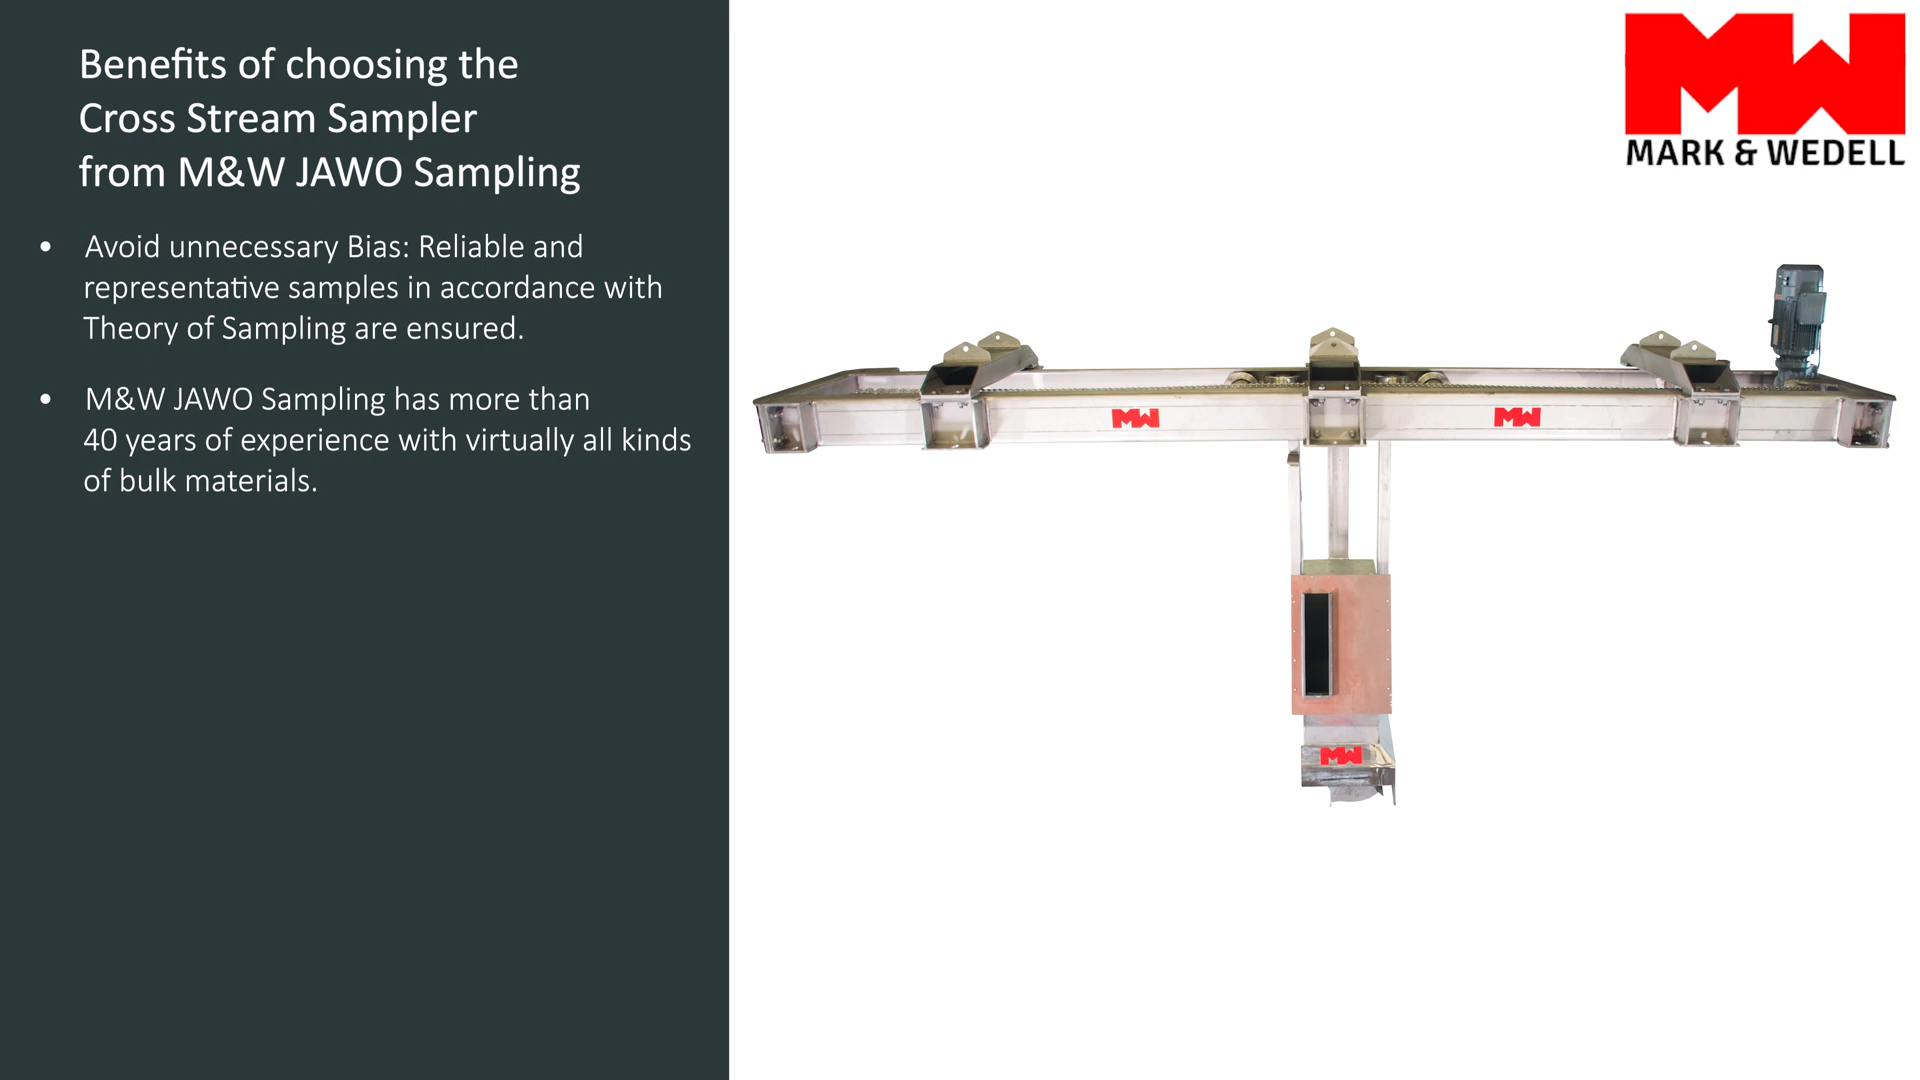 Benefits of choosing the
Cross Stream Sampler
from M&W JAWO Sampling
• Avoid unnecessary Bias: Reliable and
representative samples in accordance with
Theory of Sampling are ensured.
• M&W JAWO Sampling has more than
40 years of experience with virtually all kinds
of bulk materials.
MW
MARK & WEDELL
MW
MW
MW